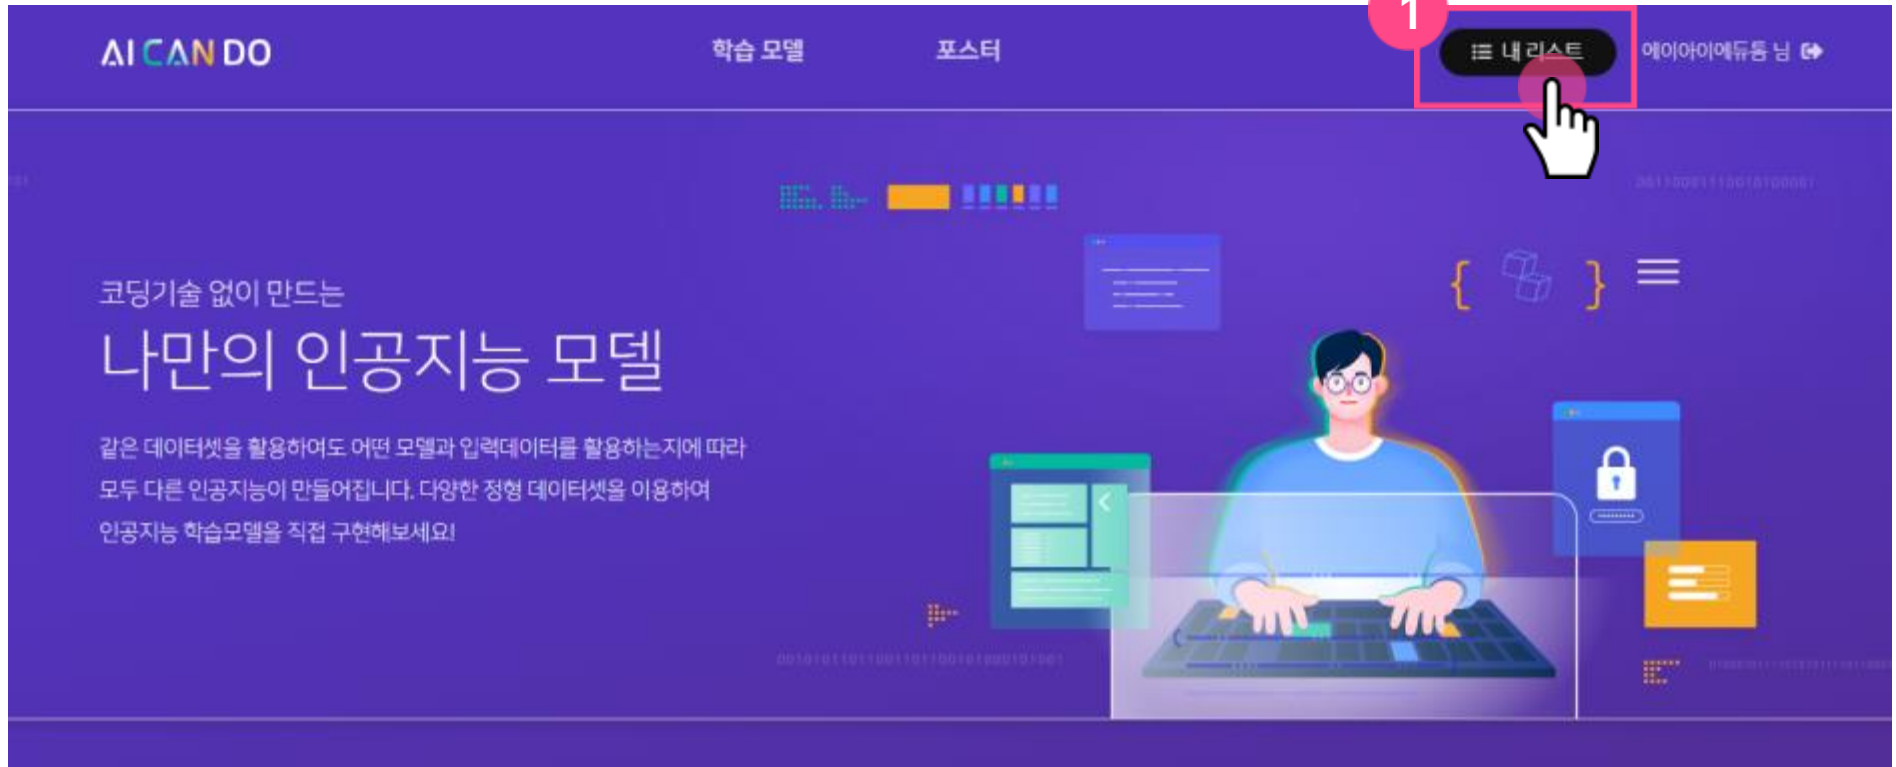 AI CAN DO
학습 모델
포스터
1
내 리스트
에이아이에듀톰 님
코딩기술 없이 만드는
나만의 인공지능 모델
같은 데이터셋을 활용하여도 어떤 모델과 입력데이터를 활용하는지에 따라
모두 다른 인공지능이 만들어집니다. 다양한 정형 데이터셋을 이용하여
인공지능 학습모델을 직접 구현해보세요!